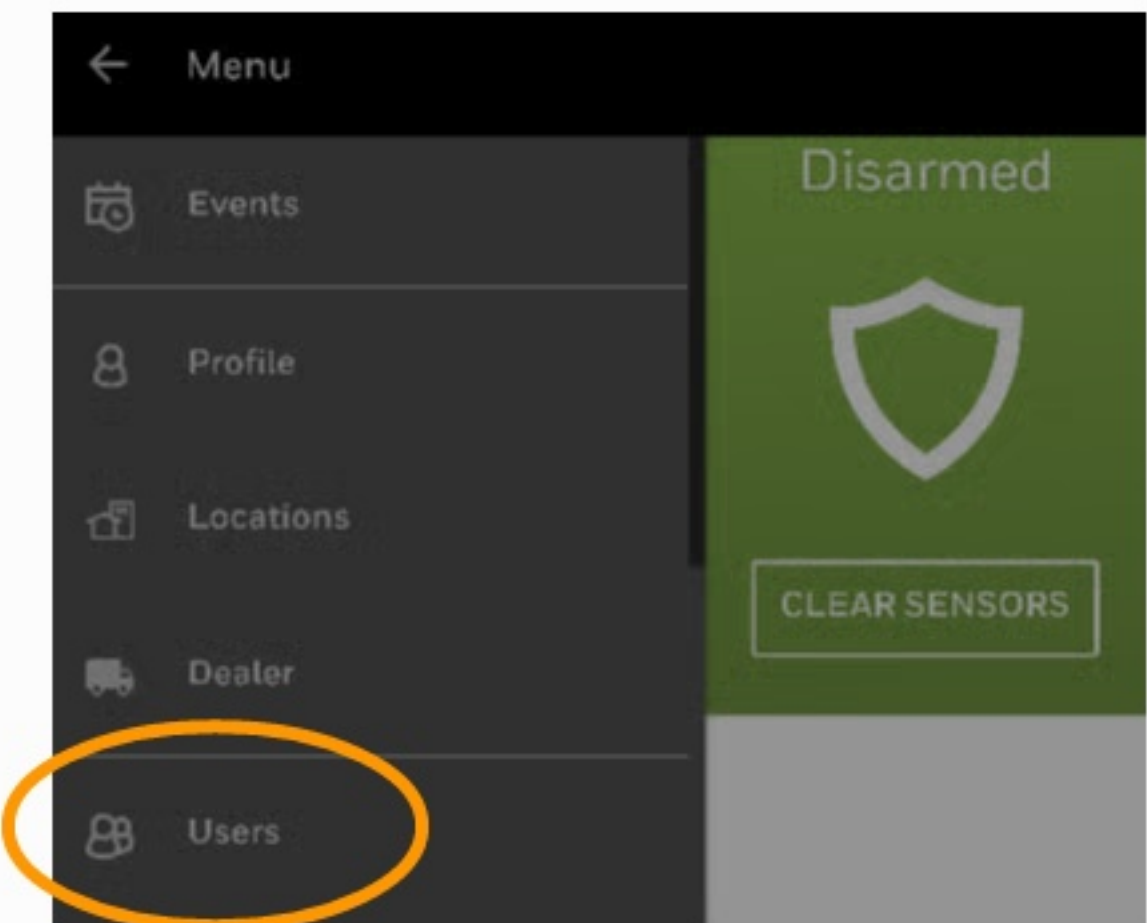 Menu
Events
Profile
Locations
Dealer
Users
Disarmed
CLEAR SENSORS